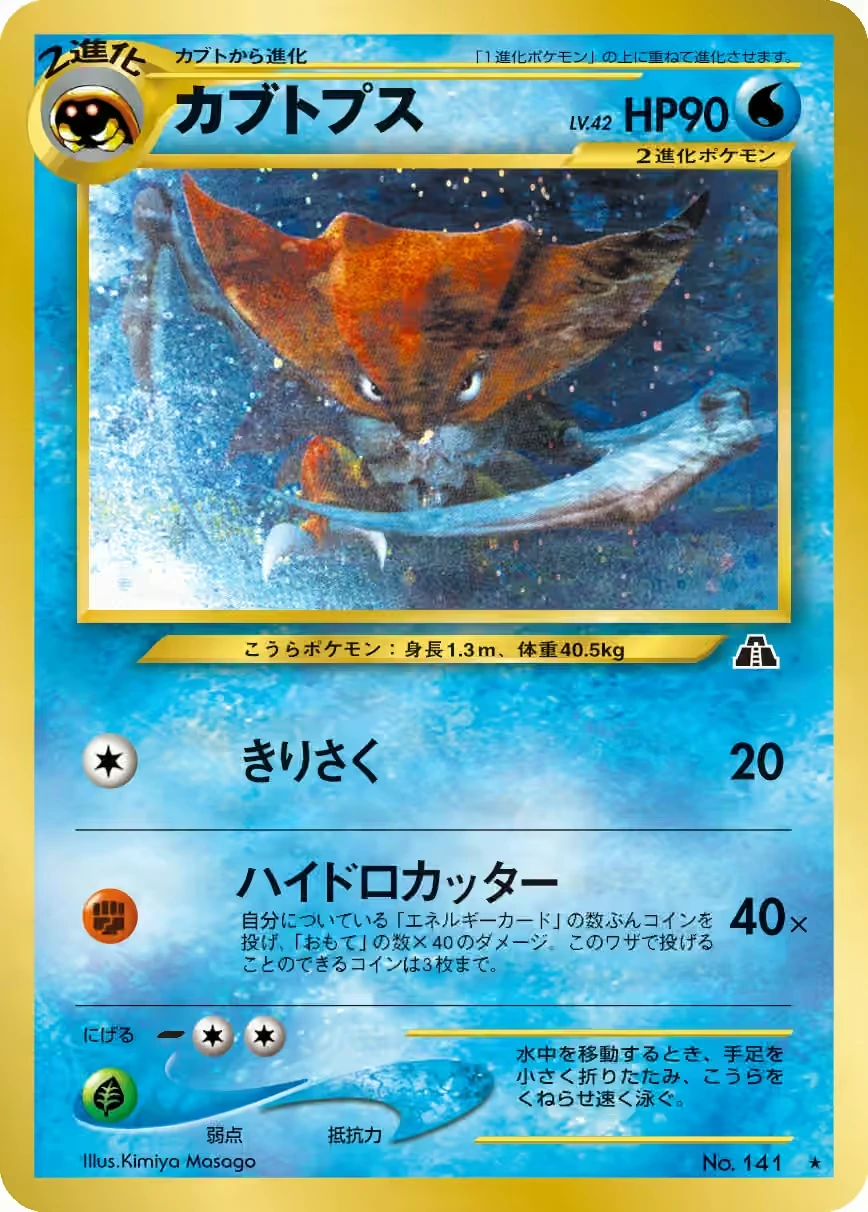 2進化
カブトから進化
「1進化ポケモン」の上に重ねて進化させます。
カブトプス
LV.42 HP90
2進化ポケモン
こうらポケモン：身長1.3m、体重40.5kg
きりさく 20
ハイドロカッター
自分についている「エネルギーカード」の数ぶんコインを
投げ、「おもて」の数×40のダメージ。このワザで投げる
ことのできるコインは3枚まで。
40×
にげる
水中を移動するとき、手足を
小さく折りたたみ、こうらを
くねらせ速く泳ぐ。
弱点 抵抗力
Illus.Kimiya Masago
No. 141 ★